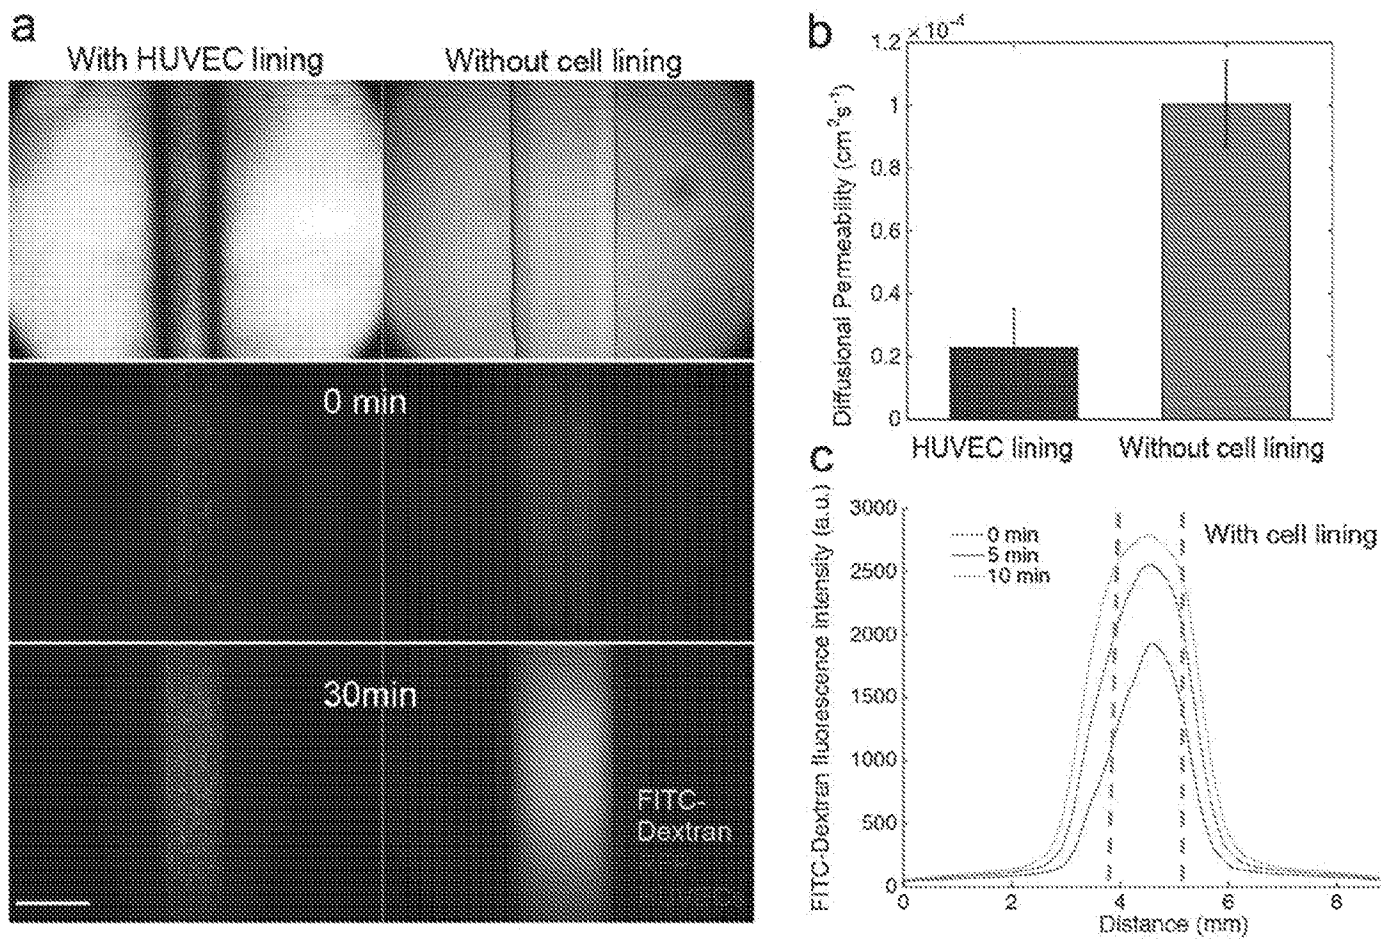 a
With HUVEC lining
Without cell lining
0 min
30min
FITC-
Dextran
b
×10⁻⁴
1.2
1
0.8
0.6
0.4
0.2
0
Diffusional Permeability (cm²s⁻¹)
HUVEC lining
Without cell lining
c
With cell lining
0 min
5 min
10 min
3000
2500
2000
1500
1000
500
0
FITC-Dextran fluorescence intensity (a.u.)
0
2
4
6
8
Distance (mm)